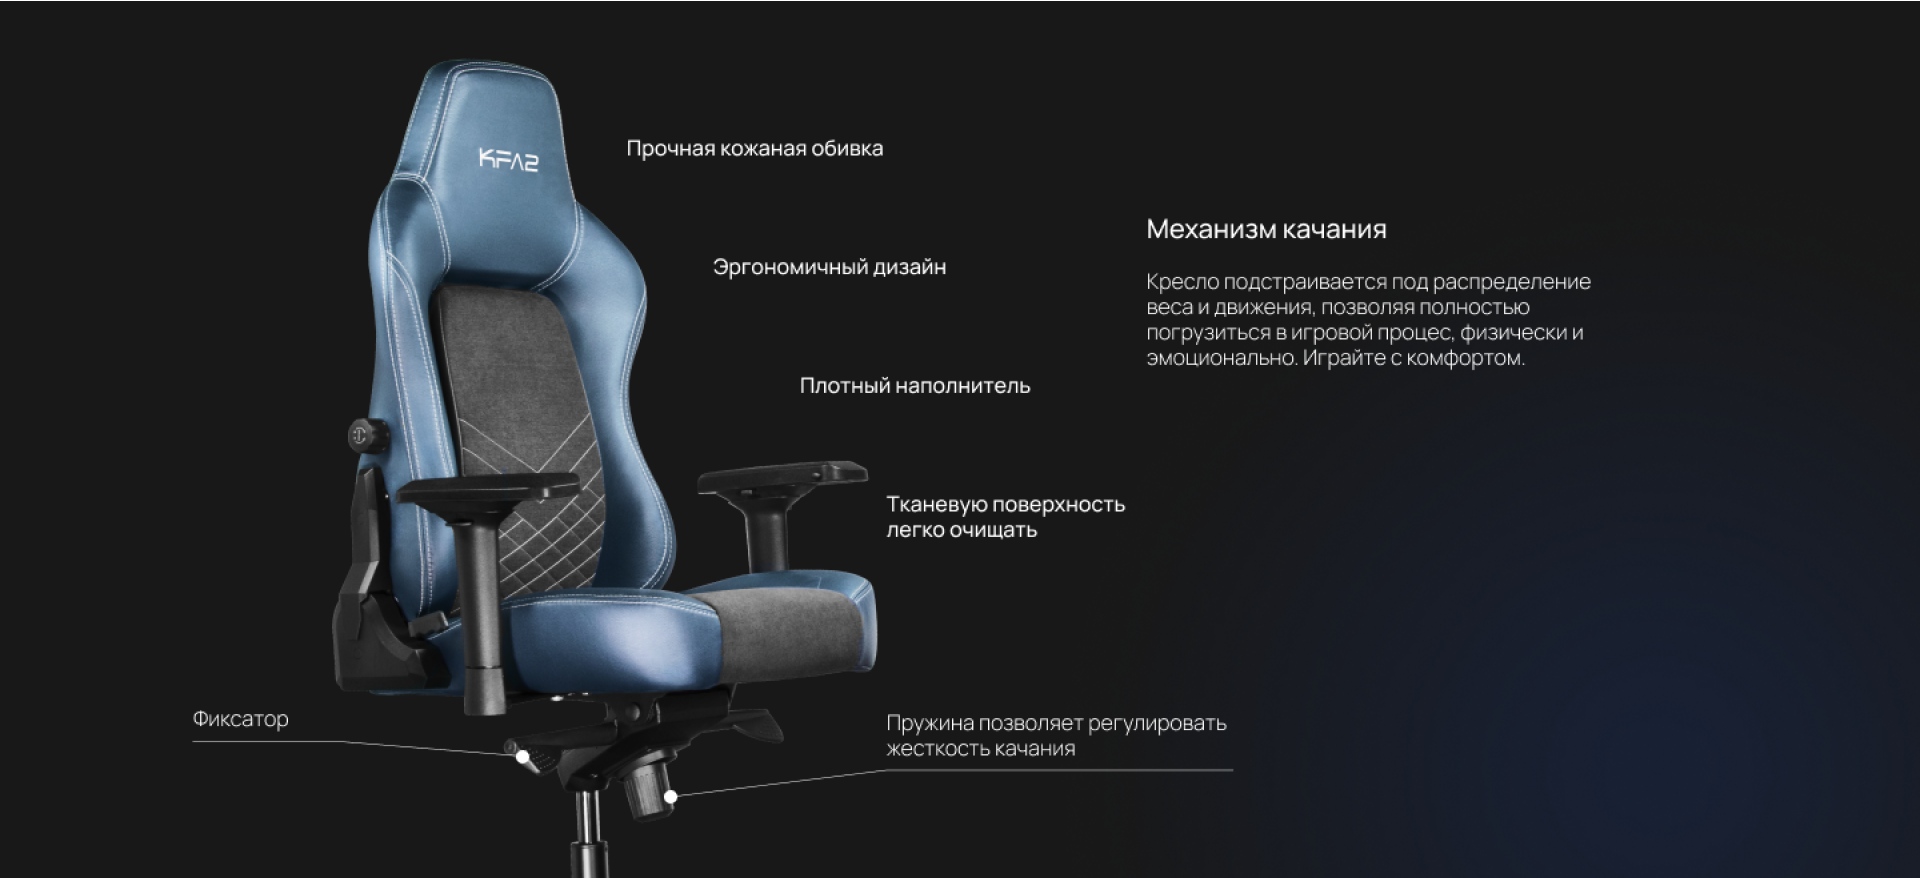 KFA2
Прочная кожаная обивка
Эргономичный дизайн
Плотный наполнитель
Тканевую поверхность
легко очищать
Механизм качания
Кресло подстраивается под распределение
веса и движения, позволяя полностью
погрузиться в игровой процес, физически и
эмоционально. Играйте с комфортом.
Фиксатор
Пружина позволяет регулировать
жесткость качания